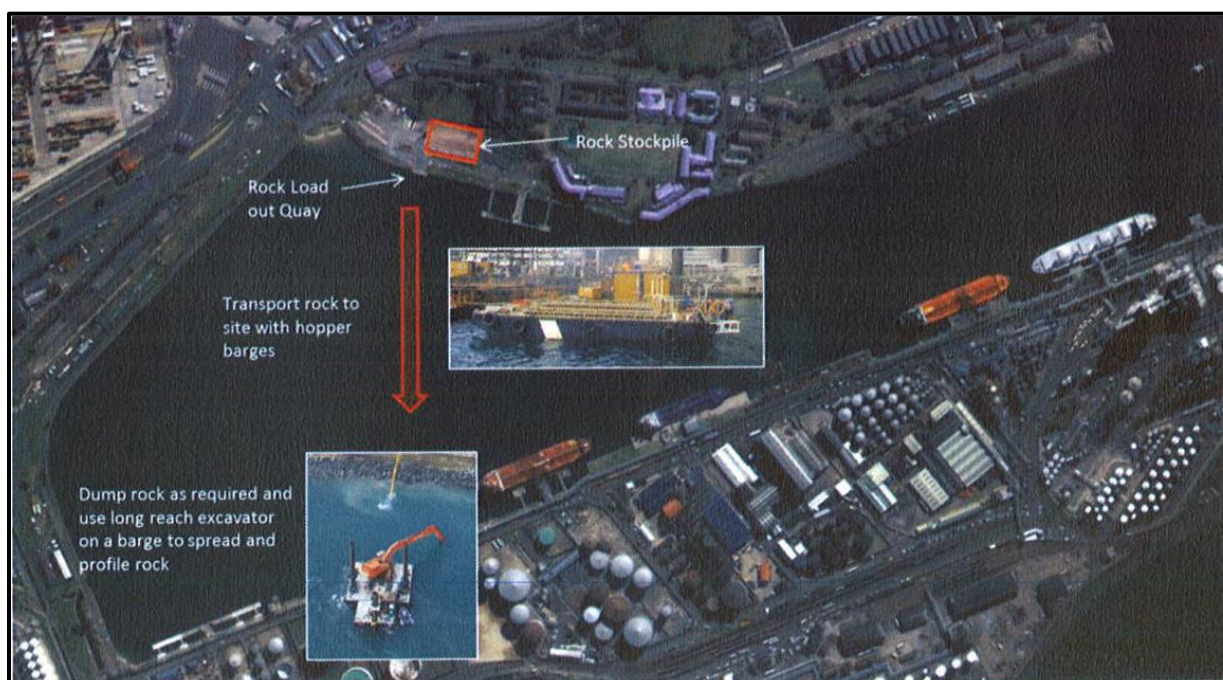 Rock Stockpile
Rock Load
out Quay
Transport rock to
site with hopper
barges
Dump rock as required and
use long reach excavator
on a barge to spread and
profile rock